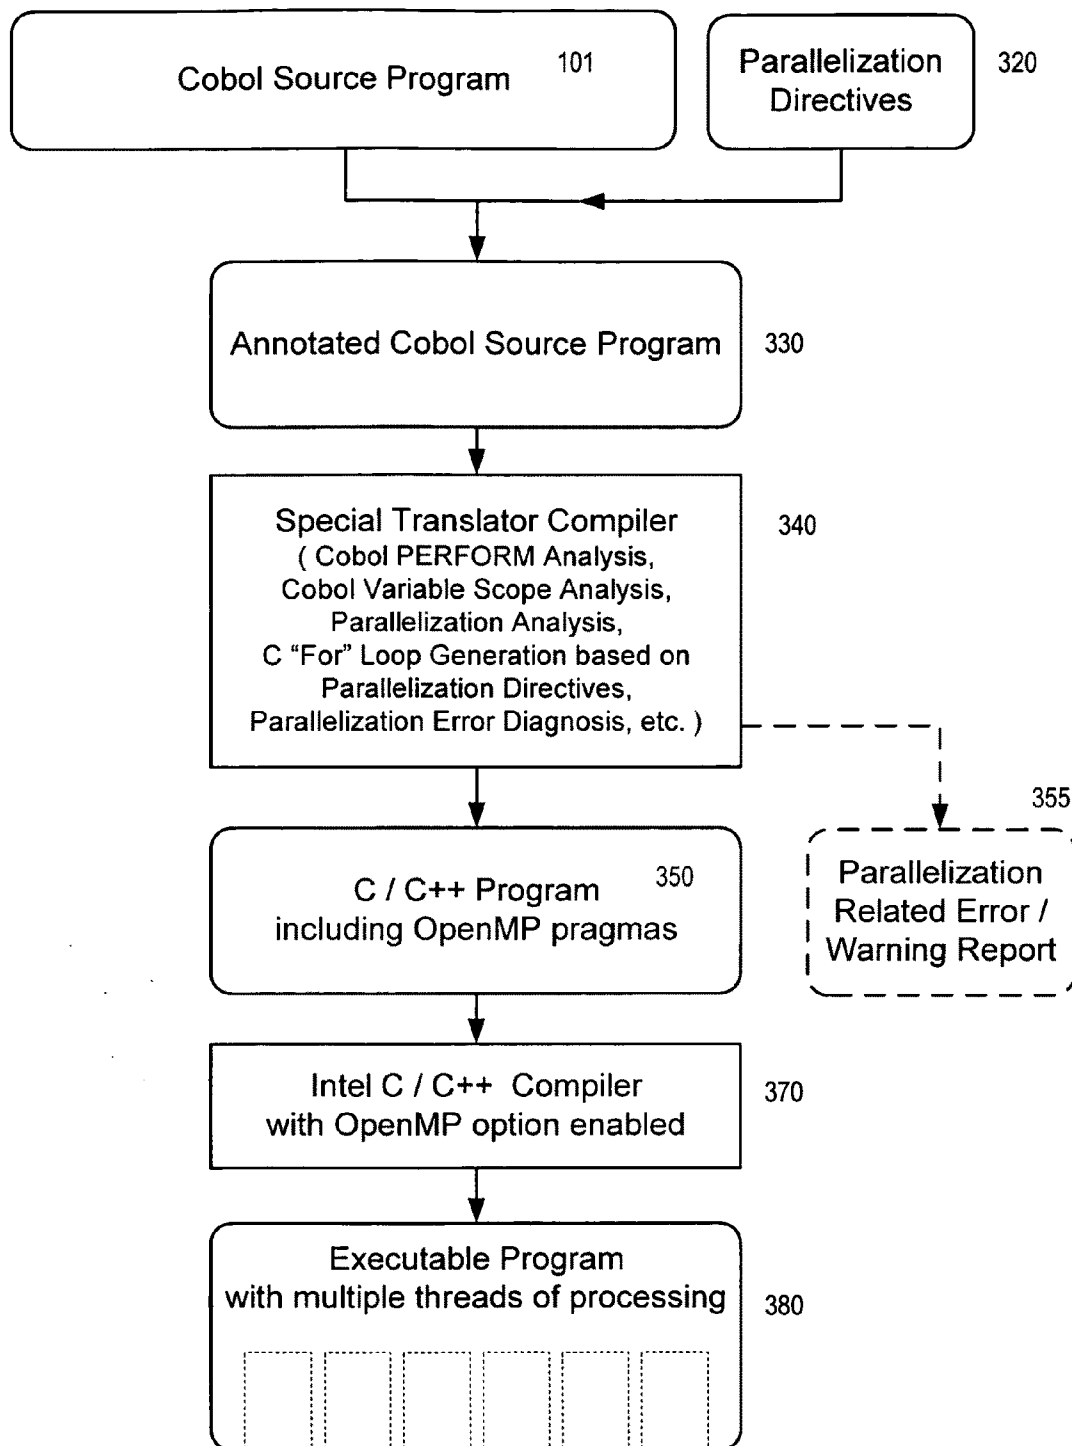 Cobol Source Program 101
Parallelization
Directives
320
Annotated Cobol Source Program
330
Special Translator Compiler
( Cobol PERFORM Analysis,
Cobol Variable Scope Analysis,
Parallelization Analysis,
C “For” Loop Generation based on
Parallelization Directives,
Parallelization Error Diagnosis, etc. )
340
355
Parallelization
Related Error /
Warning Report
C / C++ Program 350
including OpenMP pragmas
Intel C / C++ Compiler
with OpenMP option enabled
370
Executable Program
with multiple threads of processing
380